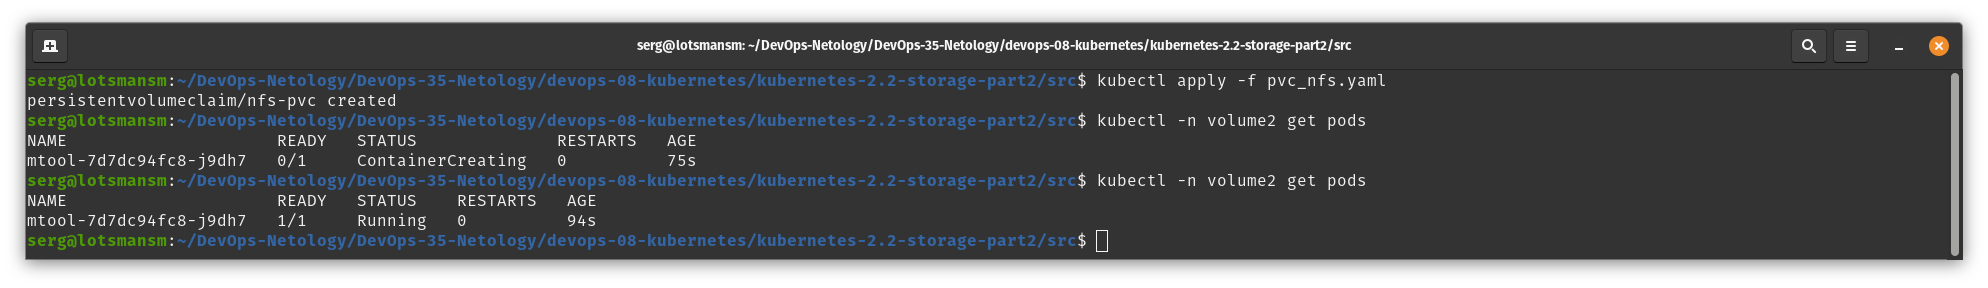 serg@lotsmansm: ~/DevOps-Netology/DevOps-35-Netology/devops-08-kubernetes/kubernetes-2.2-storage-part2/src
serg@lotsmansm:~/DevOps-Netology/DevOps-35-Netology/devops-08-kubernetes/kubernetes-2.2-storage-part2/src$ kubectl apply -f pvc_nfs.yaml
persistentvolumeclaim/nfs-pvc created
serg@lotsmansm:~/DevOps-Netology/DevOps-35-Netology/devops-08-kubernetes/kubernetes-2.2-storage-part2/src$ kubectl -n volume2 get pods
NAME                     READY   STATUS              RESTARTS   AGE
mtool-7d7dc94fc8-j9dh7   0/1     ContainerCreating   0          75s
serg@lotsmansm:~/DevOps-Netology/DevOps-35-Netology/devops-08-kubernetes/kubernetes-2.2-storage-part2/src$ kubectl -n volume2 get pods
NAME                     READY   STATUS    RESTARTS   AGE
mtool-7d7dc94fc8-j9dh7   1/1     Running   0          94s
serg@lotsmansm:~/DevOps-Netology/DevOps-35-Netology/devops-08-kubernetes/kubernetes-2.2-storage-part2/src$